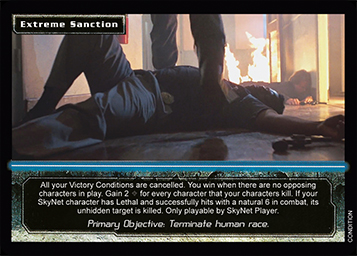 Extreme Sanction
All your Victory Conditions are cancelled. You win when there are no opposing
characters in play. Gain 2 ✧ for every character that your characters kill. If your
SkyNet character has Lethal and successfully hits with a natural 6 in combat, its
unhidden target is killed. Only playable by SkyNet Player.
Primary Objective: Terminate human race.
CONDITION